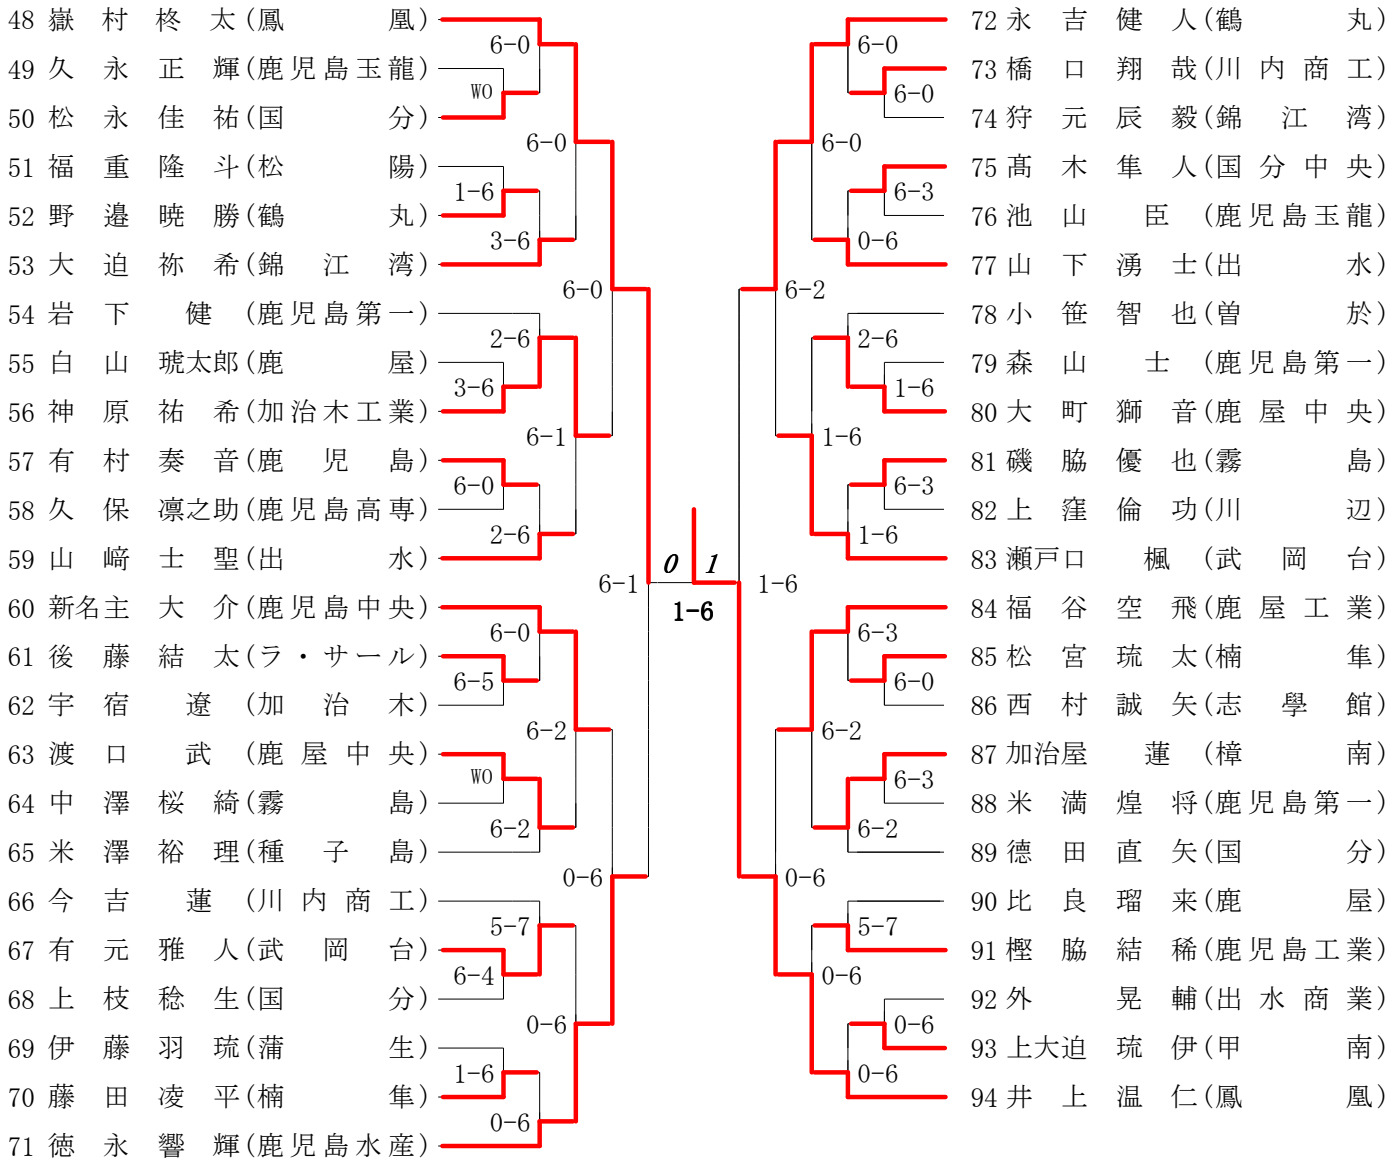 48 嶽村柊太(鳳凰)
49 久永正輝(鹿児島玉龍)
50 松永佳祐(国分)
51 福重隆斗(松陽)
52 野邉暁勝(鶴丸)
53 大迫祢希(錦江湾)
54 岩下健(鹿児島第一)
55 白山琥太郎(鹿屋)
56 神原祐希(加治木工業)
57 有村奏音(鹿児島)
58 久保凛之助(鹿児島高専)
59 山﨑士聖(出水)
60 新名主大介(鹿児島中央)
61 後藤結太(ラ・サール)
62 宇宿遼(加治木)
63 渡口武(鹿屋中央)
64 中澤桜綺(霧島)
65 米澤裕理(種子島)
66 今吉蓮(川内商工)
67 有元雅人(武岡台)
68 上枝稔生(国分)
69 伊藤羽琉(蒲生)
70 藤田凌平(楠隼)
71 徳永響輝(鹿児島水産)
6-0
WO
6-0
1-6
3-6
6-0
2-6
3-6
6-1
6-0
2-6
6-1
6-0
6-5
6-2
WO
6-2
0-6
5-7
6-4
0-6
1-6
0-6
0 1
1-6
72 永吉健人(鶴丸)
73 橋口翔哉(川内商工)
74 狩元辰毅(錦江湾)
75 髙木隼人(国分中央)
76 池山臣(鹿児島玉龍)
77 山下湧士(出水)
78 小笹智也(曽於)
79 森山士(鹿児島第一)
80 大町獅音(鹿屋中央)
81 磯脇優也(霧島)
82 上窪倫功(川辺)
83 瀬戸口楓(武岡台)
84 福谷空飛(鹿屋工業)
85 松宮琉太(楠隼)
86 西村誠矢(志學館)
87 加治屋蓮(樟南)
88 米満煌将(鹿児島第一)
89 德田直矢(国分)
90 比良瑠来(鹿屋)
91 樫脇結稀(鹿児島工業)
92 外晃輔(出水商業)
93 上大迫琉伊(甲南)
94 井上温仁(鳳凰)
6-0
6-0
6-0
6-3
0-6
6-2
2-6
1-6
1-6
6-3
1-6
1-6
6-3
6-0
6-2
6-3
6-2
0-6
5-7
0-6
0-6
0-6